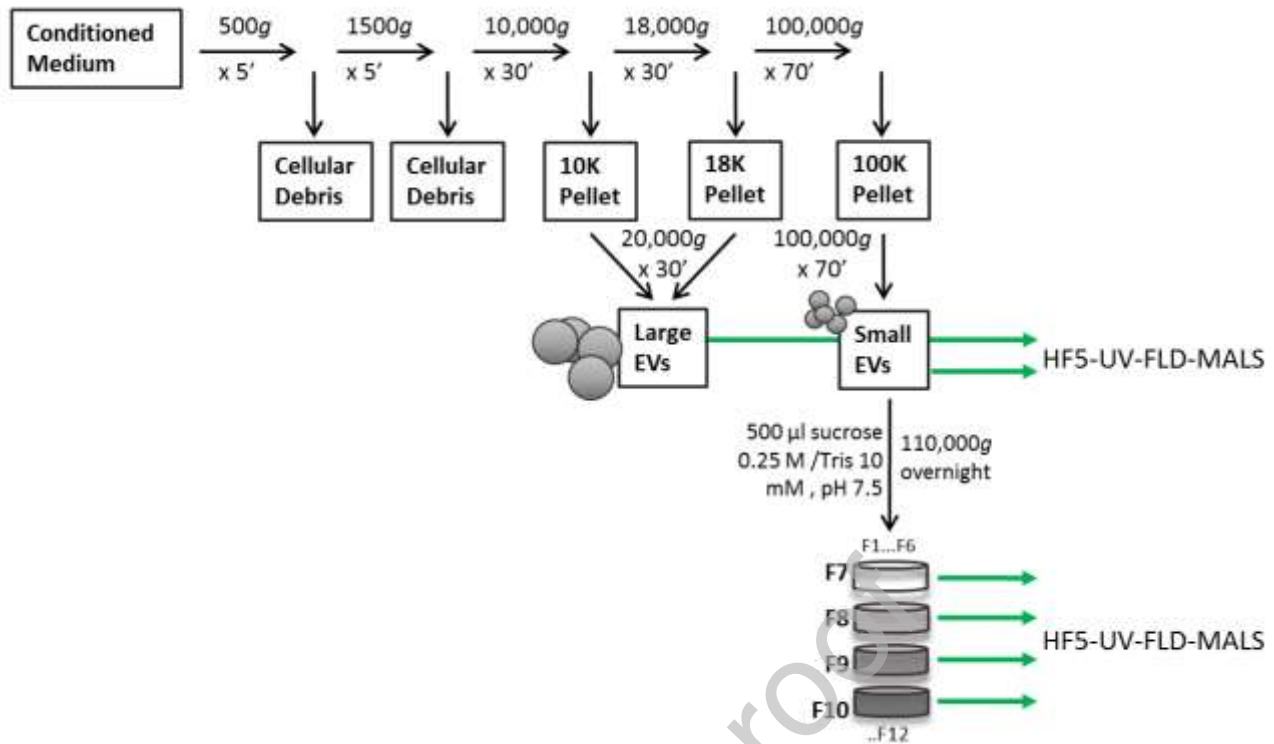 Conditioned
Medium
500g
x 5'
1500g
x 5'
10,000g
x 30'
18,000g
x 30'
100,000g
x 70'
Cellular
Debris
Cellular
Debris
10K
Pellet
18K
Pellet
100K
Pellet
20,000g
x 30'
100,000g
x 70'
Large
EVs
Small
EVs
HF5-UV-FLD-MALS
500 µl sucrose
0.25 M /Tris 10
mM , pH 7.5
110,000g
overnight
F1...F6
F7
F8
F9
F10
..F12
HF5-UV-FLD-MALS